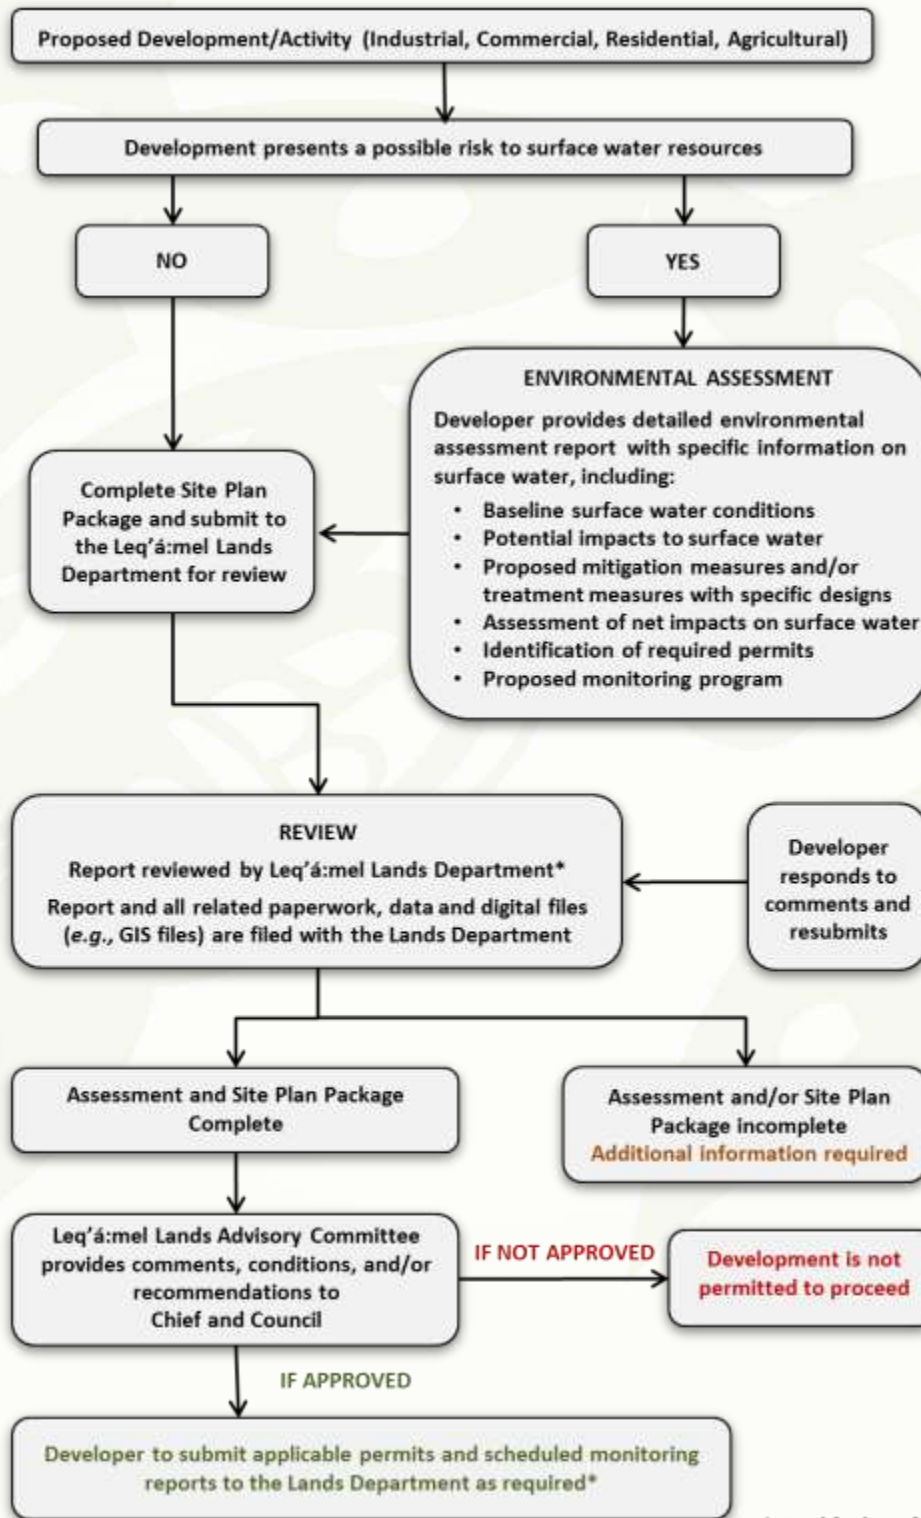 Proposed Development/Activity (Industrial, Commercial, Residential, Agricultural)
Development presents a possible risk to surface water resources
NO
YES
ENVIRONMENTAL ASSESSMENT
Developer provides detailed environmental
assessment report with specific information on
surface water, including:
• Baseline surface water conditions
• Potential impacts to surface water
• Proposed mitigation measures and/or
treatment measures with specific designs
• Assessment of net impacts on surface water
• Identification of required permits
• Proposed monitoring program
Complete Site Plan
Package and submit to
the Leq'á:mel Lands
Department for review
REVIEW
Report reviewed by Leq'á:mel Lands Department*
Report and all related paperwork, data and digital files
(e.g., GIS files) are filed with the Lands Department
Developer
responds to
comments and
resubmits
Assessment and Site Plan Package
Complete
Assessment and/or Site Plan
Package incomplete
Additional information required
Leq'á:mel Lands Advisory Committee
provides comments, conditions, and/or
recommendations to
Chief and Council
IF NOT APPROVED
Development is not
permitted to proceed
IF APPROVED
Developer to submit applicable permits and scheduled monitoring
reports to the Lands Department as required*